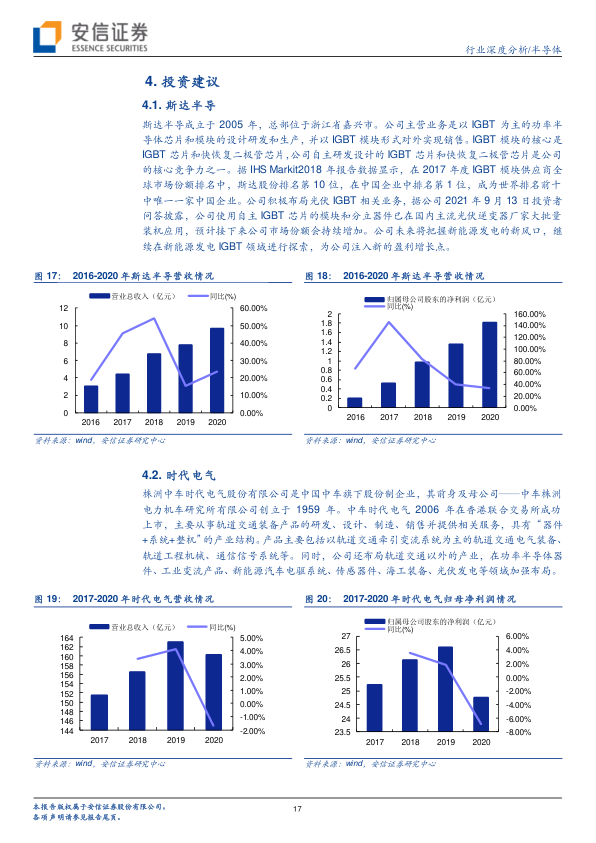 安信证券
ESSENCE SECURITIES
行业深度分析/半导体
4. 投资建议
4.1. 斯达半导
斯达半导成立于 2005 年，总部位于浙江省嘉兴市。公司主营业务是以 IGBT 为主的功率半
导体芯片和模块的设计研发和生产，并以 IGBT 模块形式对外实现销售。IGBT 模块的核心是
IGBT 芯片和快恢复二极管芯片,公司自主研发设计的 IGBT 芯片和快恢复二极管芯片是公司
的核心竞争力之一。据 IHS Markit2018 年报告数据显示，在 2017 年度 IGBT 模块供应商全
球市场份额排名中，斯达股份排名第 10 位，在中国企业中排名第 1 位，成为世界排名前十
中唯一一家中国企业。公司积极布局光伏 IGBT 相关业务，据公司 2021 年 9 月 13 日投资者
问答披露，公司使用自主 IGBT 芯片的模块和分立器件已在国内主流光伏逆变器厂家大批量
装机应用，预计接下来公司市场份额会持续增加。公司未来将把握新能源发电的新风口，继
续在新能源发电 IGBT 领域进行探索，为公司注入新的盈利增长点。
图 17： 2016-2020 年斯达半导营收情况
营业总收入（亿元） 同比(%)
12 60.00%
10 50.00%
8 40.00%
6 30.00%
4 20.00%
2 10.00%
0 0.00%
2016 2017 2018 2019 2020
资料来源：wind，安信证券研究中心
图 18： 2016-2020 年斯达半导营收情况
归属母公司股东的净利润（亿元）
同比(%)
2 160.00%
1.8 140.00%
1.6 120.00%
1.4 100.00%
1.2 80.00%
1 60.00%
0.8 40.00%
0.6 20.00%
0.4 0.00%
0.2
0
2016 2017 2018 2019 2020
资料来源：wind，安信证券研究中心
4.2. 时代电气
株洲中车时代电气股份有限公司是中国中车旗下股份制企业，其前身及母公司——中车株洲
电力机车研究所有限公司创立于 1959 年。中车时代电气 2006 年在香港联合交易所成功
上市，主要从事轨道交通装备产品的研发、设计、制造、销售并提供相关服务，具有“器件
+系统+整机”的产业结构。产品主要包括以轨道交通牵引变流系统为主的轨道交通电气装备、
轨道工程机械、通信信号系统等。同时，公司还布局轨道交通以外的产业，在功率半导体器
件、工业变流产品、新能源汽车电驱系统、传感器件、海工装备、光伏发电等领域加强布局。
图 19： 2017-2020 年时代电气营收情况
营业总收入（亿元） 同比(%)
164 5.00%
162 4.00%
160 3.00%
158 2.00%
156 1.00%
154 0.00%
152 -1.00%
150 -2.00%
148
146
144
2017 2018 2019 2020
资料来源：wind，安信证券研究中心
图 20： 2017-2020 年时代电气归母净利润情况
归属母公司股东的净利润（亿元）
同比(%)
27 6.00%
26.5 4.00%
26 2.00%
25.5 0.00%
25 -2.00%
24.5 -4.00%
24 -6.00%
23.5 -8.00%
2017 2018 2019 2020
资料来源：wind，安信证券研究中心
本报告版权属于安信证券股份有限公司。
各项声明请参见报告尾页。
17